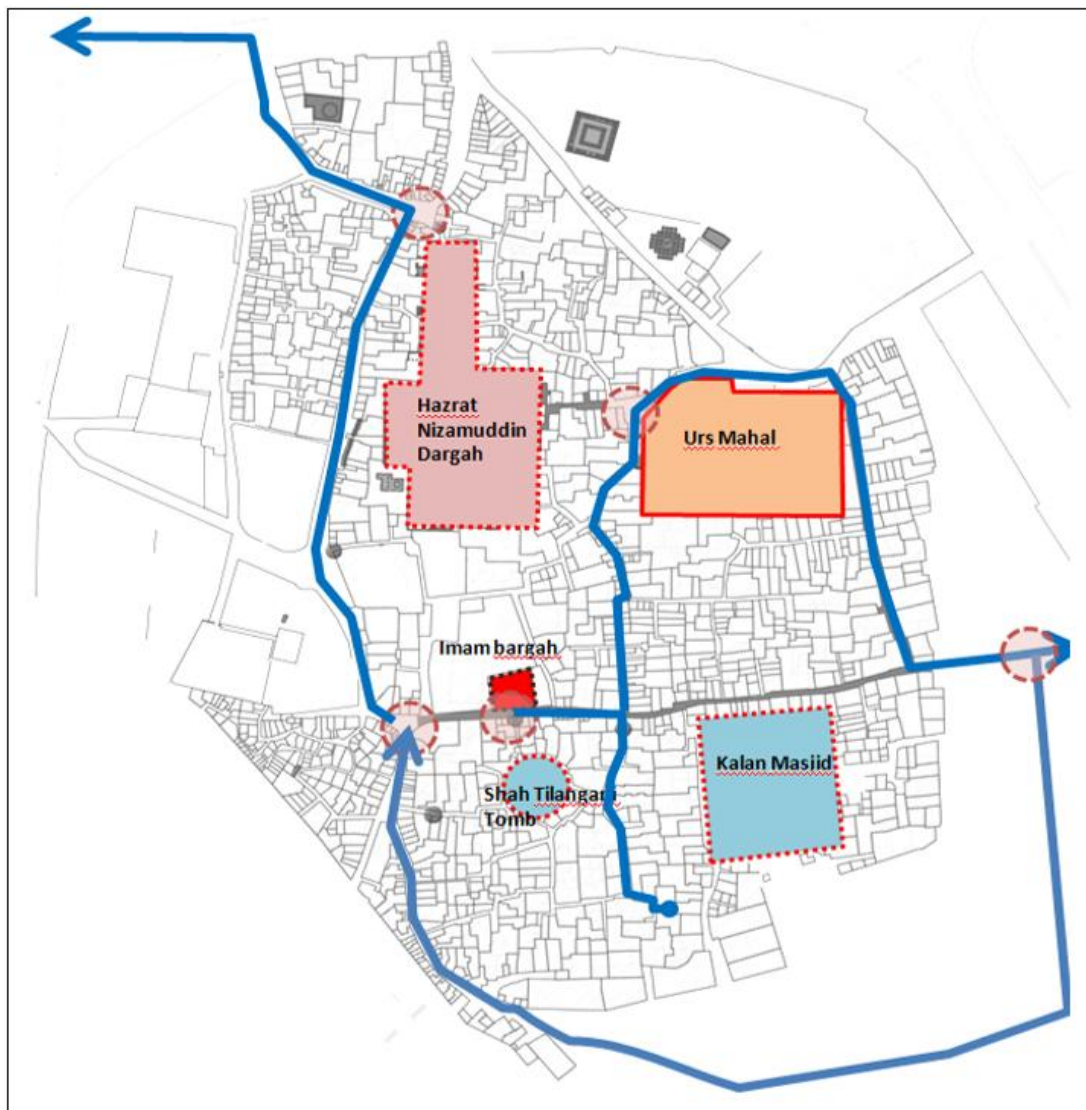 Hazrat
Nizamuddin
Dargah
Urs Mahal
Imam bargah
Kalan Masjid
Shah Tilangani
Tomb